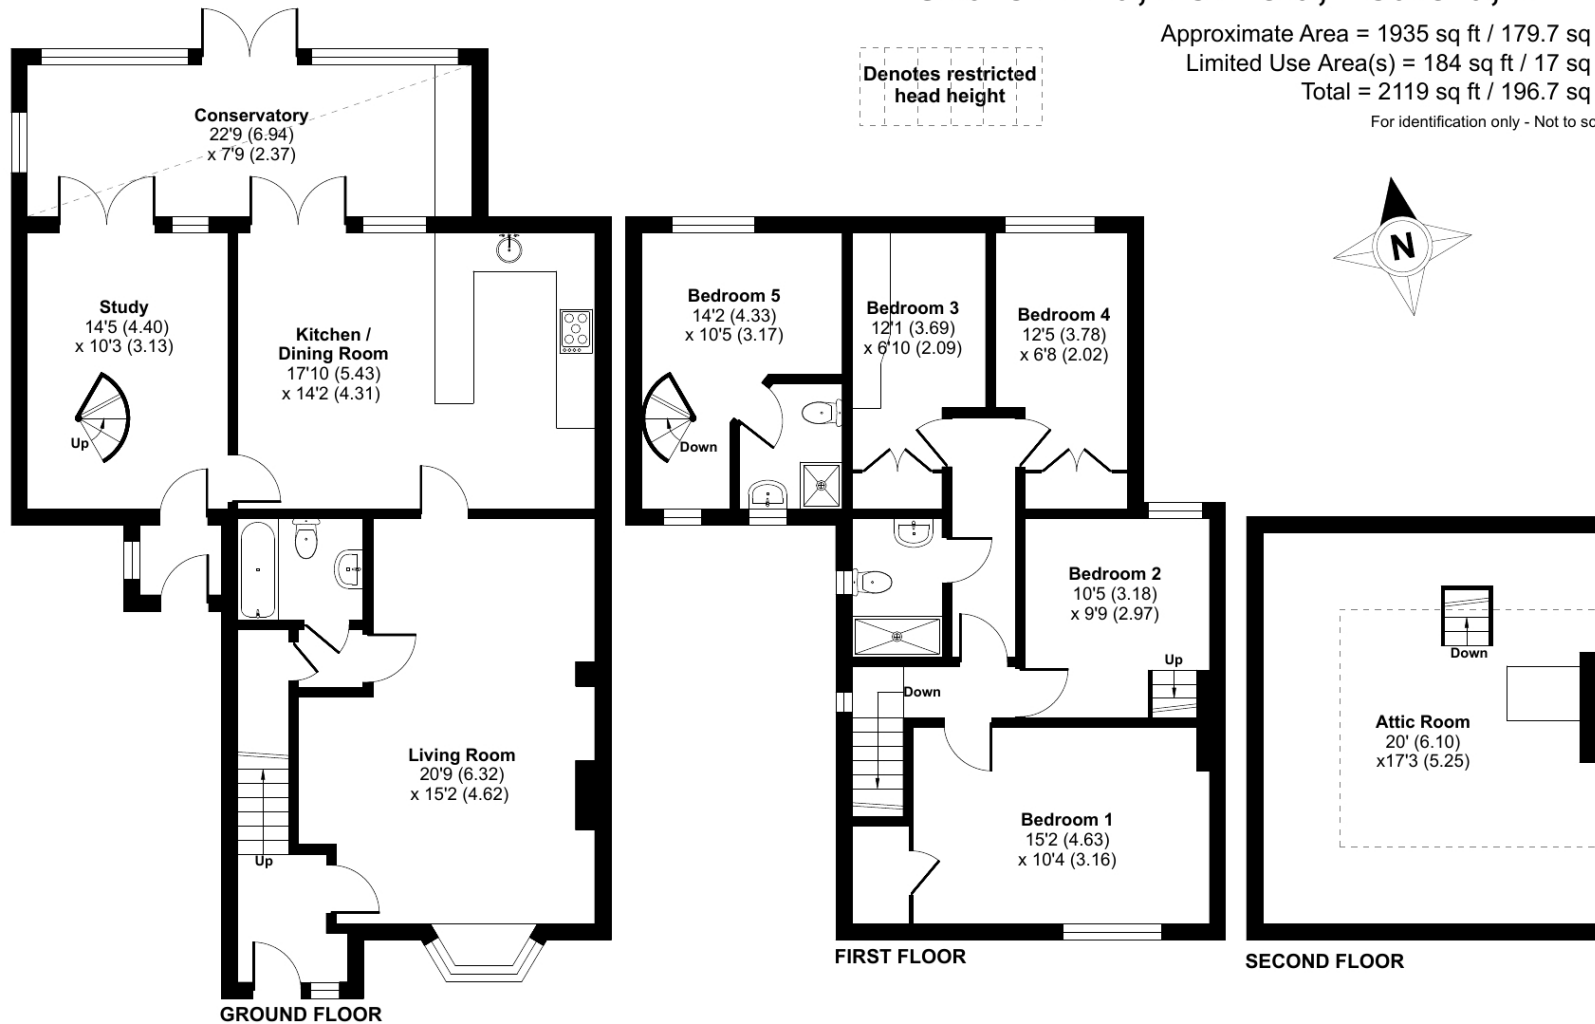 Approximate Area = 1935 sq ft / 179.7 sq
Limited Use Area(s) = 184 sq ft / 17 sq
Total = 2119 sq ft / 196.7 sq
For identification only - Not to
Denotes restricted
head height
N
Conservatory
22'9 (6.94)
x 7'9 (2.37)
Study
14'5 (4.40)
x 10'3 (3.13)
Up
Kitchen /
Dining Room
17'10 (5.43)
x 14'2 (4.31)
Living Room
20'9 (6.32)
x 15'2 (4.62)
Up
GROUND FLOOR
Bedroom 5
14'2 (4.33)
x 10'5 (3.17)
Down
Bedroom 3
12'1 (3.69)
x 6'10 (2.09)
Bedroom 4
12'5 (3.78)
x 6'8 (2.02)
Bedroom 2
10'5 (3.18)
x 9'9 (2.97)
Up
Down
Bedroom 1
15'2 (4.63)
x 10'4 (3.16)
FIRST FLOOR
Down
Attic Room
20' (6.10)
x17'3 (5.25)
SECOND FLOOR